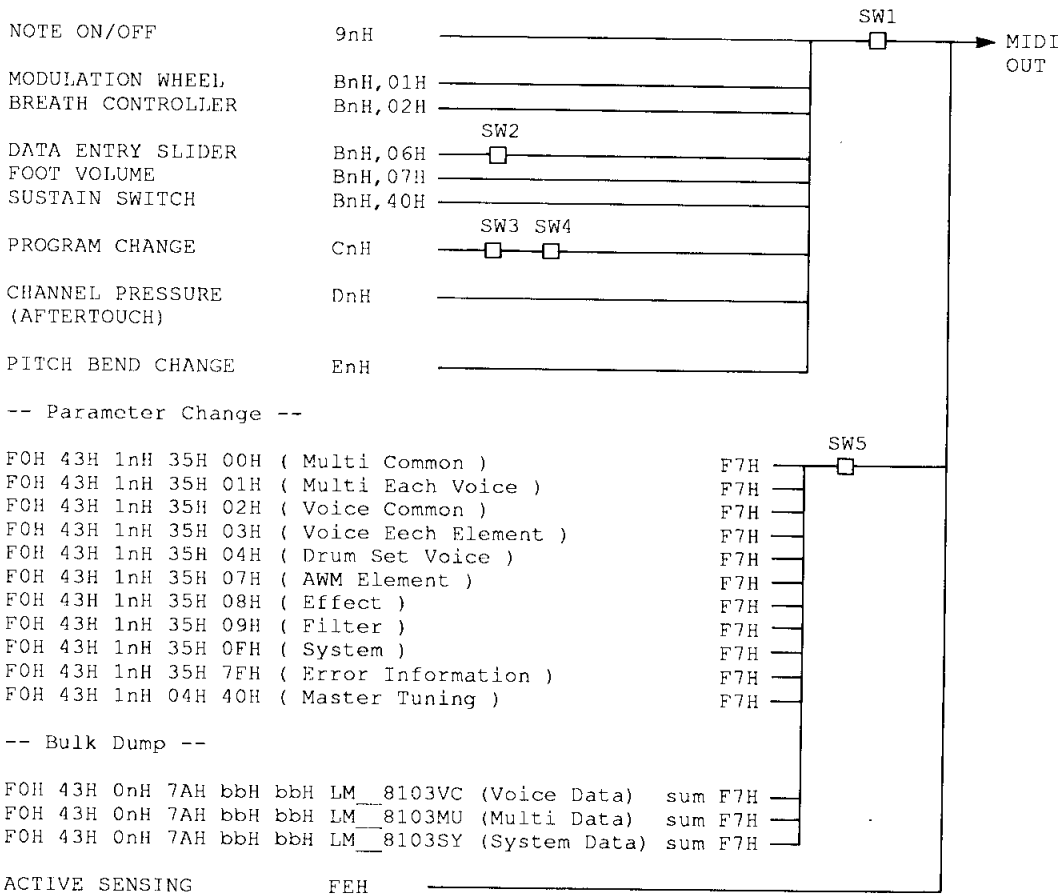 SW1
NOTE ON/OFF 9nH MIDI
OUT
MODULATION WHEEL BnH,01H
BREATH CONTROLLER BnH,02H
SW2
DATA ENTRY SLIDER BnH,06H
FOOT VOLUME BnH,07H
SUSTAIN SWITCH BnH,40H
SW3 SW4
PROGRAM CHANGE CnH
CHANNEL PRESSURE DnH
(AFTERTOUCH)
PITCH BEND CHANGE EnH
-- Parameter Change --
SW5
F0H 43H 1nH 35H 00H ( Multi Common ) F7H
F0H 43H 1nH 35H 01H ( Multi Each Voice ) F7H
F0H 43H 1nH 35H 02H ( Voice Common ) F7H
F0H 43H 1nH 35H 03H ( Voice Eech Element ) F7H
F0H 43H 1nH 35H 04H ( Drum Set Voice ) F7H
F0H 43H 1nH 35H 07H ( AWM Element ) F7H
F0H 43H 1nH 35H 08H ( Effect ) F7H
F0H 43H 1nH 35H 09H ( Filter ) F7H
F0H 43H 1nH 35H 0FH ( System ) F7H
F0H 43H 1nH 35H 7FH ( Error Information ) F7H
F0H 43H 1nH 04H 40H ( Master Tuning ) F7H
-- Bulk Dump --
F0H 43H 0nH 7AH bbH bbH LM__8103VC (Voice Data) sum F7H
F0H 43H 0nH 7AH bbH bbH LM__8103MU (Multi Data) sum F7H
F0H 43H 0nH 7AH bbH bbH LM__8103SY (System Data) sum F7H
ACTIVE SENSING FEH